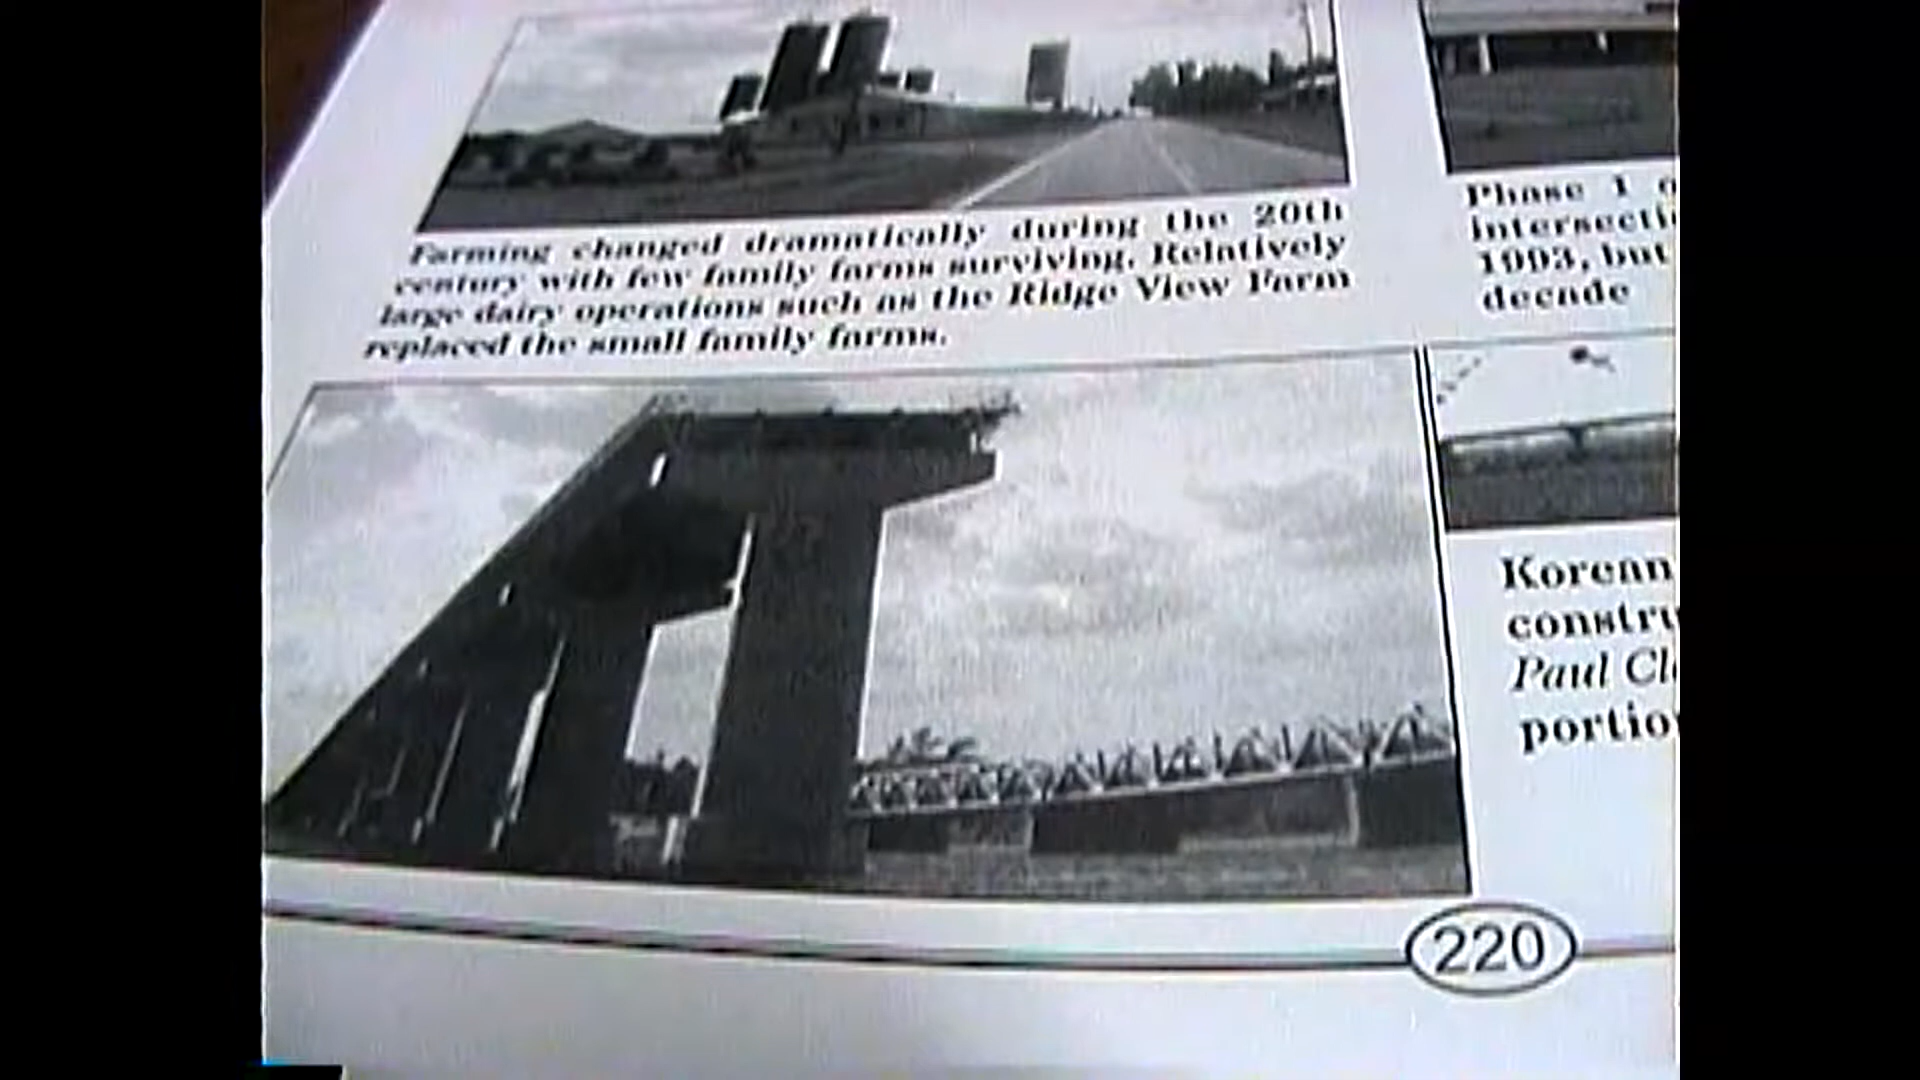 Farming changed dramatically during the 20th
century with few family farms surviving. Relatively
large dairy operations such as the Ridge View Farm
replaced the small family farms.
Phase 1 o
intersecti
1993, but
decade
Korean
constru
Paul Cl
portio
220